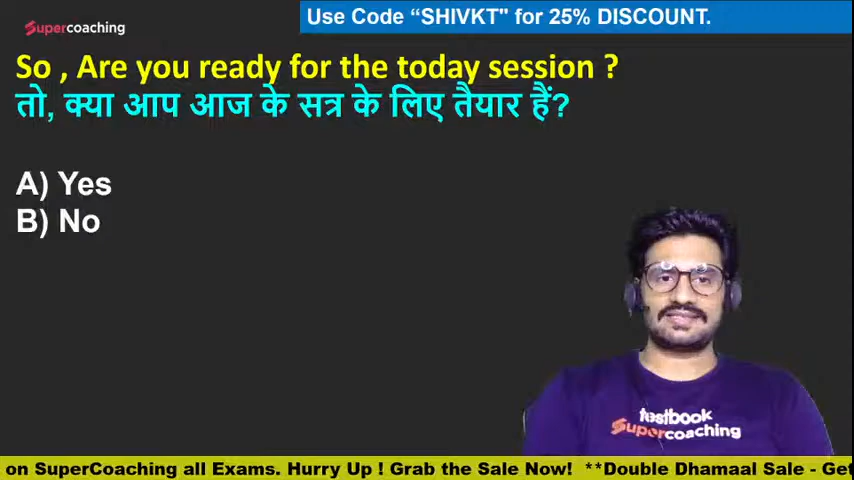 Supercoaching
Use Code “SHIVKT" for 25% DISCOUNT.
So , Are you ready for the today session ?
तो, क्या आप आज के सत्र के लिए तैयार हैं?
A) Yes
B) No
testbook
Supercoaching
on SuperCoaching all Exams. Hurry Up ! Grab the Sale Now! **Double Dhamaal Sale - Get